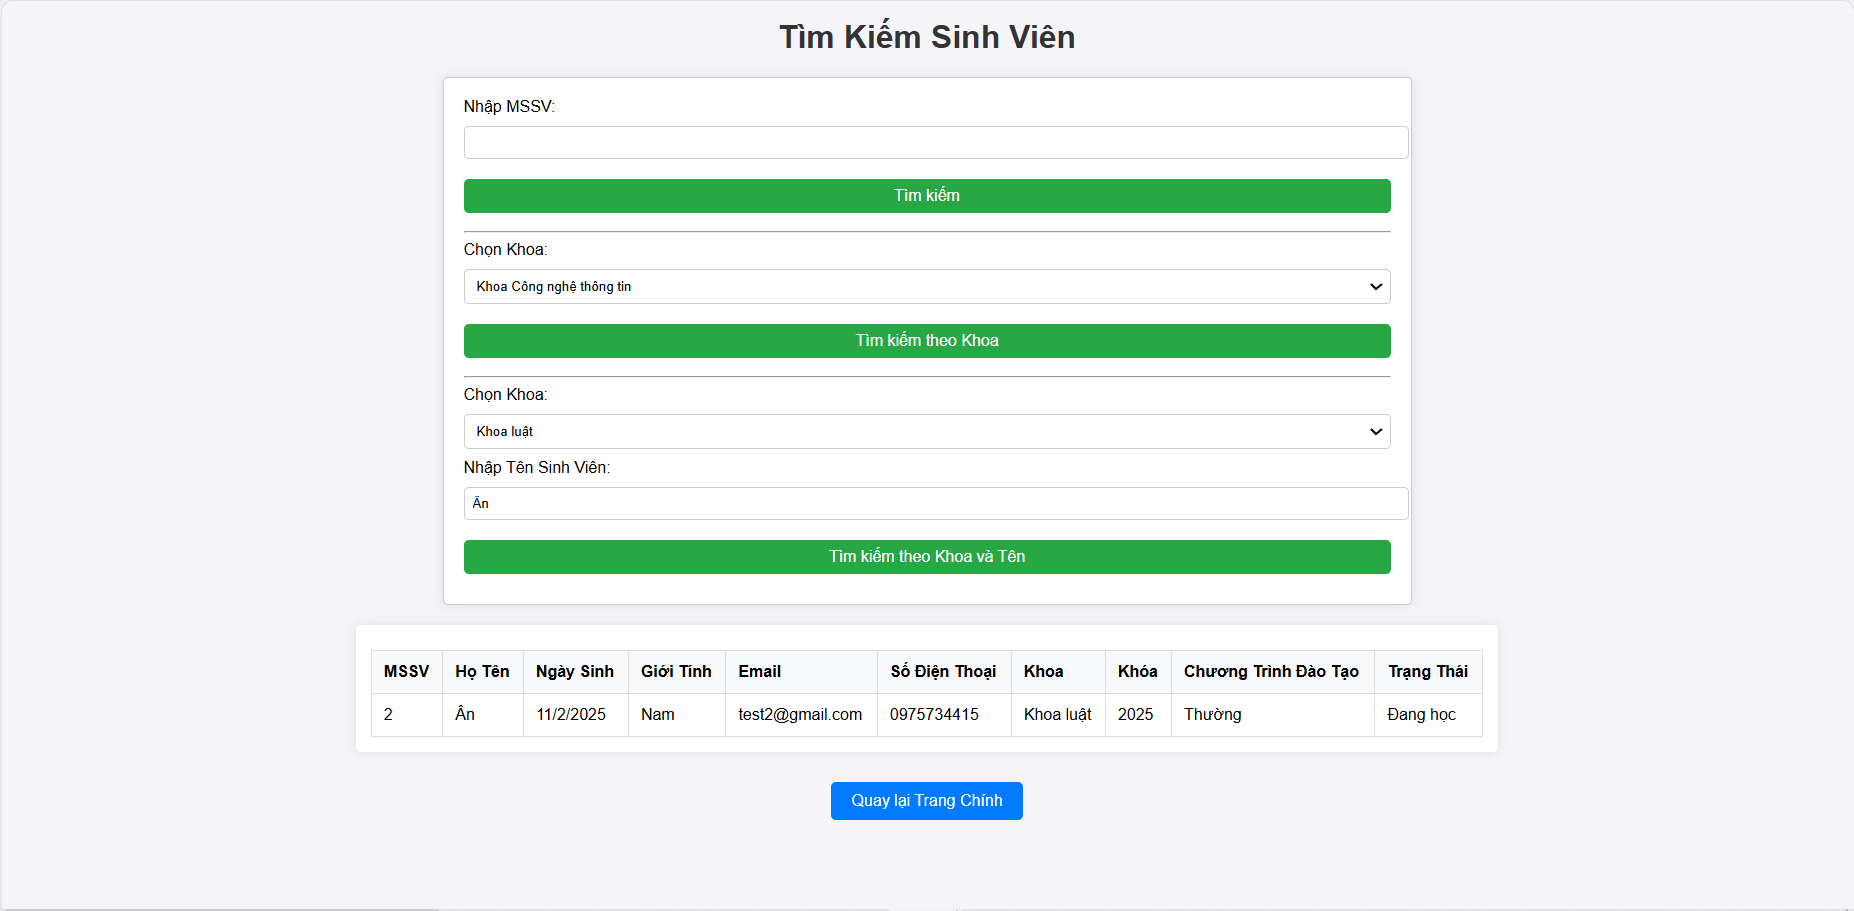 Tìm Kiếm Sinh Viên
Nhập MSSV:
Tìm kiếm
Chọn Khoa:
Khoa Công nghệ thông tin
Tìm kiếm theo Khoa
Chọn Khoa:
Khoa luật
Nhập Tên Sinh Viên:
Ân
Tìm kiếm theo Khoa và Tên
MSSV Họ Tên Ngày Sinh Giới Tính Email Số Điện Thoại Khoa Khóa Chương Trình Đào Tạo Trạng Thái
2 Ân 11/2/2025 Nam test2@gmail.com 0975734415 Khoa luật 2025 Thường Đang học
Quay lại Trang Chính